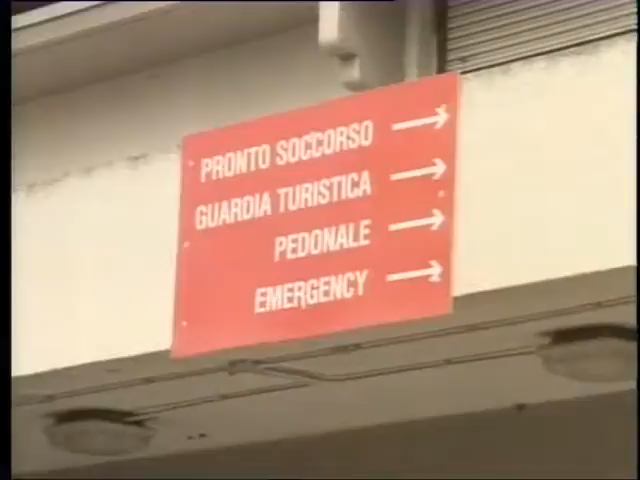 PRONTO SOCCORSO →
GUARDIA TURISTICA →
PEDONALE →
EMERGENCY →